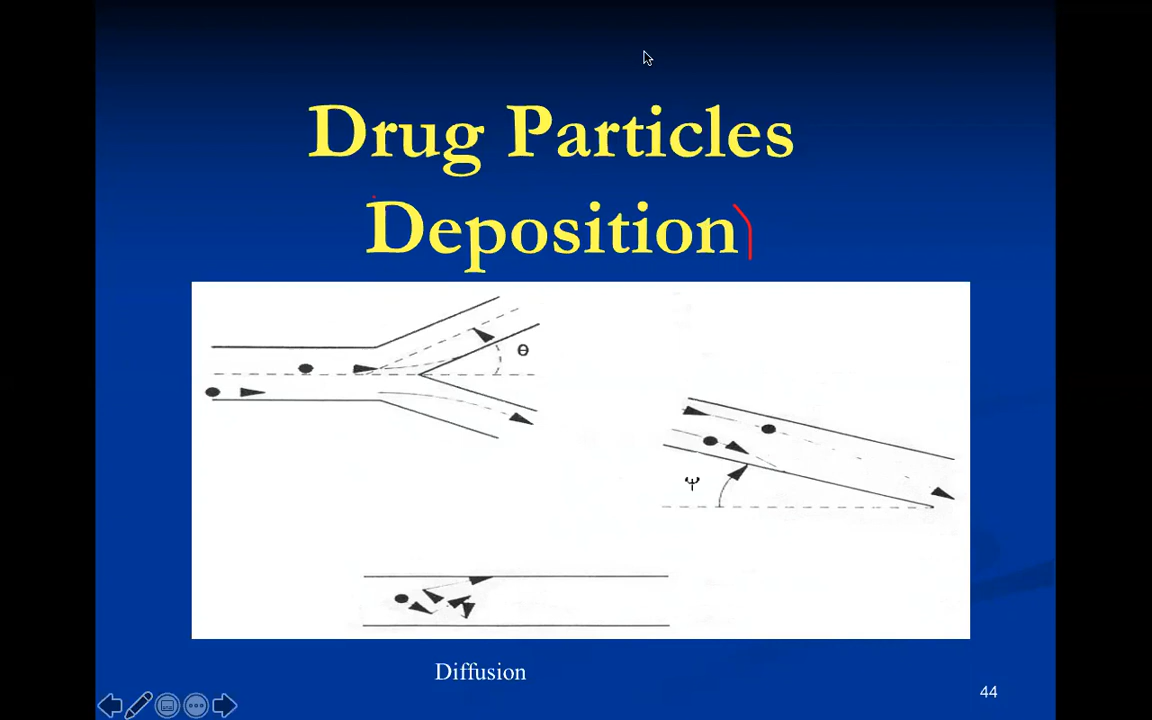 Drug Particles
Deposition
θ
Ψ
Diffusion
44